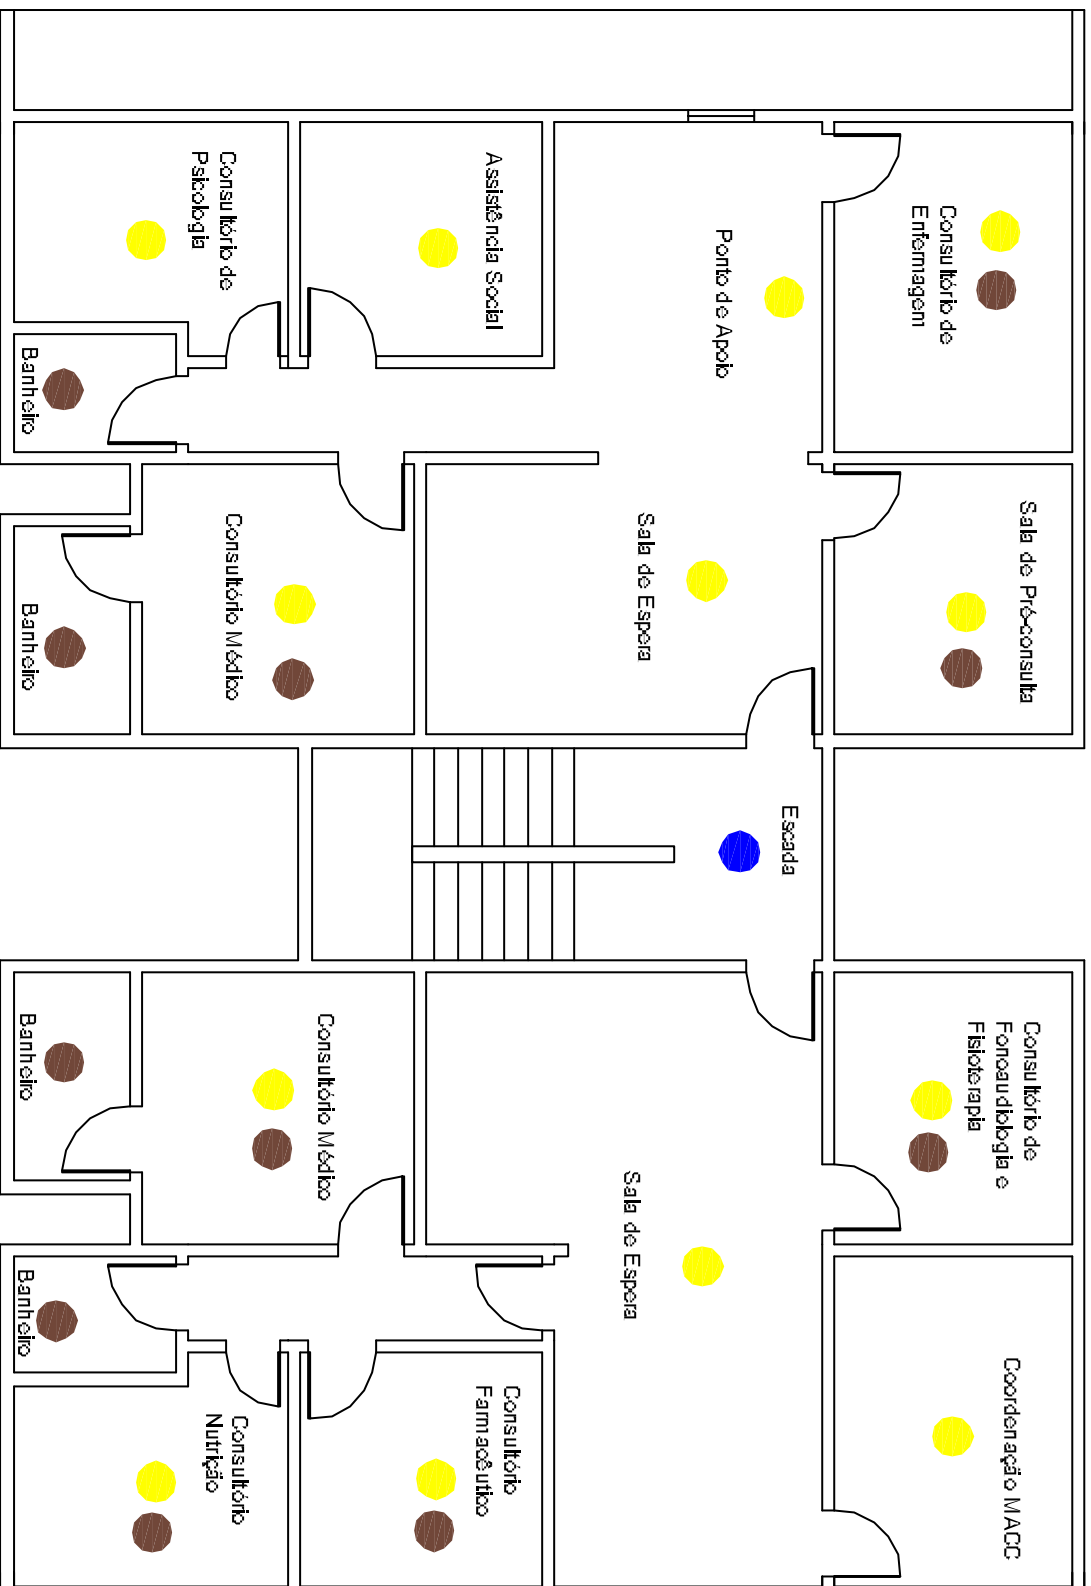 Consultório de
Psicologia
Assistência Social
Ponto de Apoio
Consultório de
Enfermagem
Banheiro
Banheiro
Consultório Médico
Sala de Espera
Sala de Pré-consulta
Escada
Banheiro
Consultório Médico
Consultório de
Fonoaudiologia e
Fisioterapia
Sala de Espera
Banheiro
Consultório
Nutrição
Consultório
Farmacêutico
Coordenação MACC